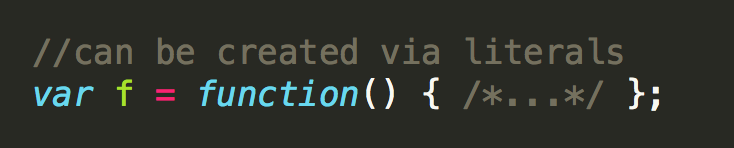 //can be created via literals
var f = function() { /*...*/ };